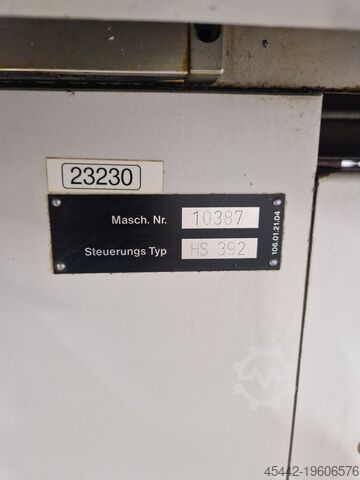 23230
Masch. Nr. 10387
Steuerungs Typ HS 392
106.01.21.04
45442-19606576